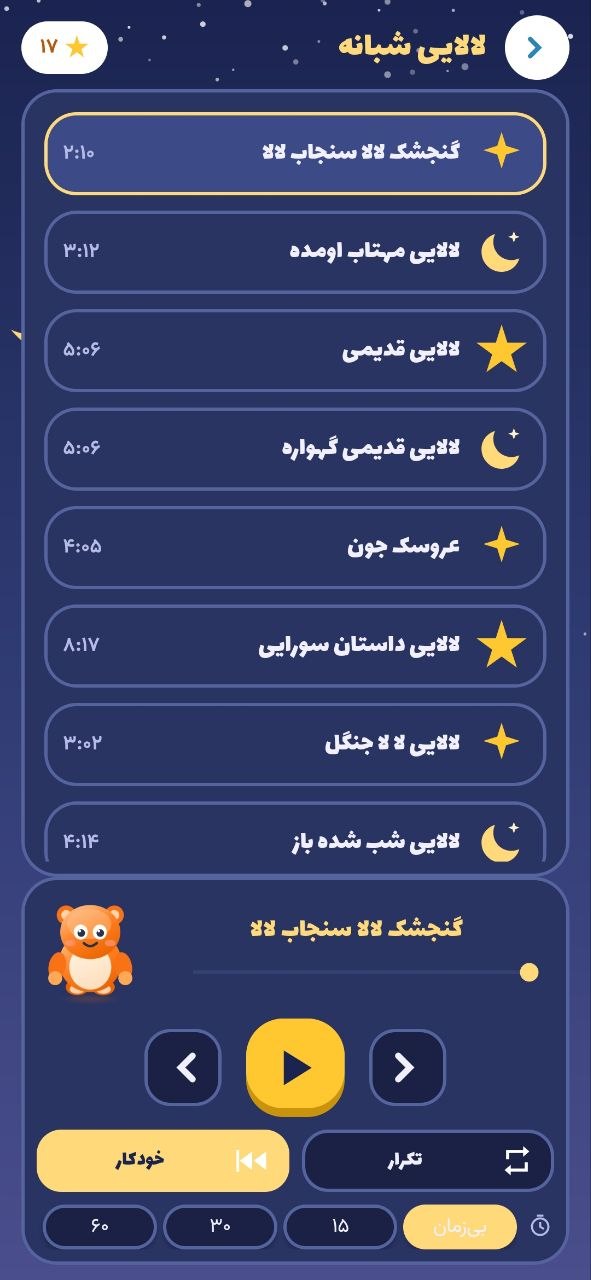 لالایی شبانه
۱۷
گنجشک لالا سنجاب لالا
۲:۱۰
لالایی مهتاب اومده
۳:۱۲
لالایی قدیمی
۵:۰۶
لالایی قدیمی گهواره
۵:۰۶
عروسک جون
۴:۰۵
لالایی داستان سورایی
۸:۱۷
لالایی لا لا جنگل
۳:۰۲
لالایی شب شده باز
۴:۱۴
گنجشک لالا سنجاب لالا
تکرار
خودکار
بی‌زمان
۱۵
۳۰
۶۰